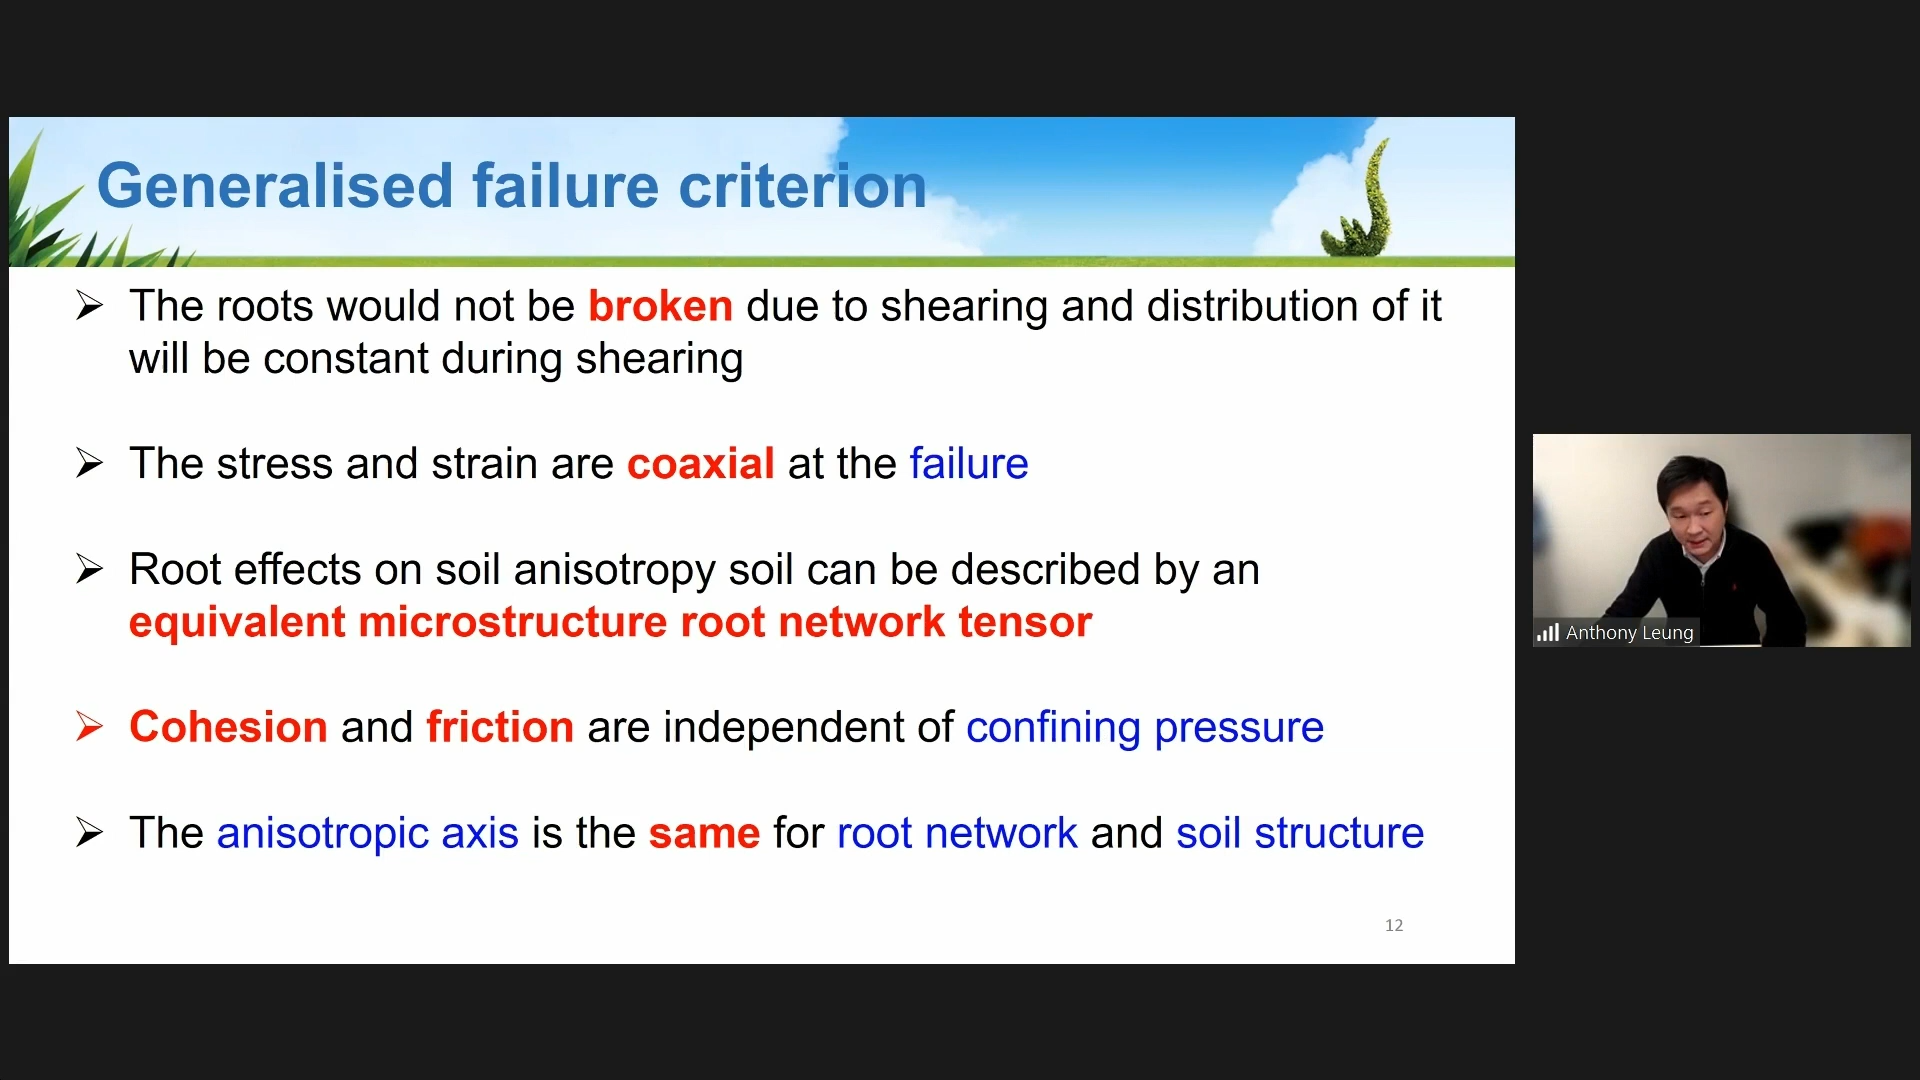 Generalised failure criterion
➢ The roots would not be broken due to shearing and distribution of it
will be constant during shearing
➢ The stress and strain are coaxial at the failure
➢ Root effects on soil anisotropy soil can be described by an
equivalent microstructure root network tensor
➢ Cohesion and friction are independent of confining pressure
➢ The anisotropic axis is the same for root network and soil structure
12
Anthony Leung